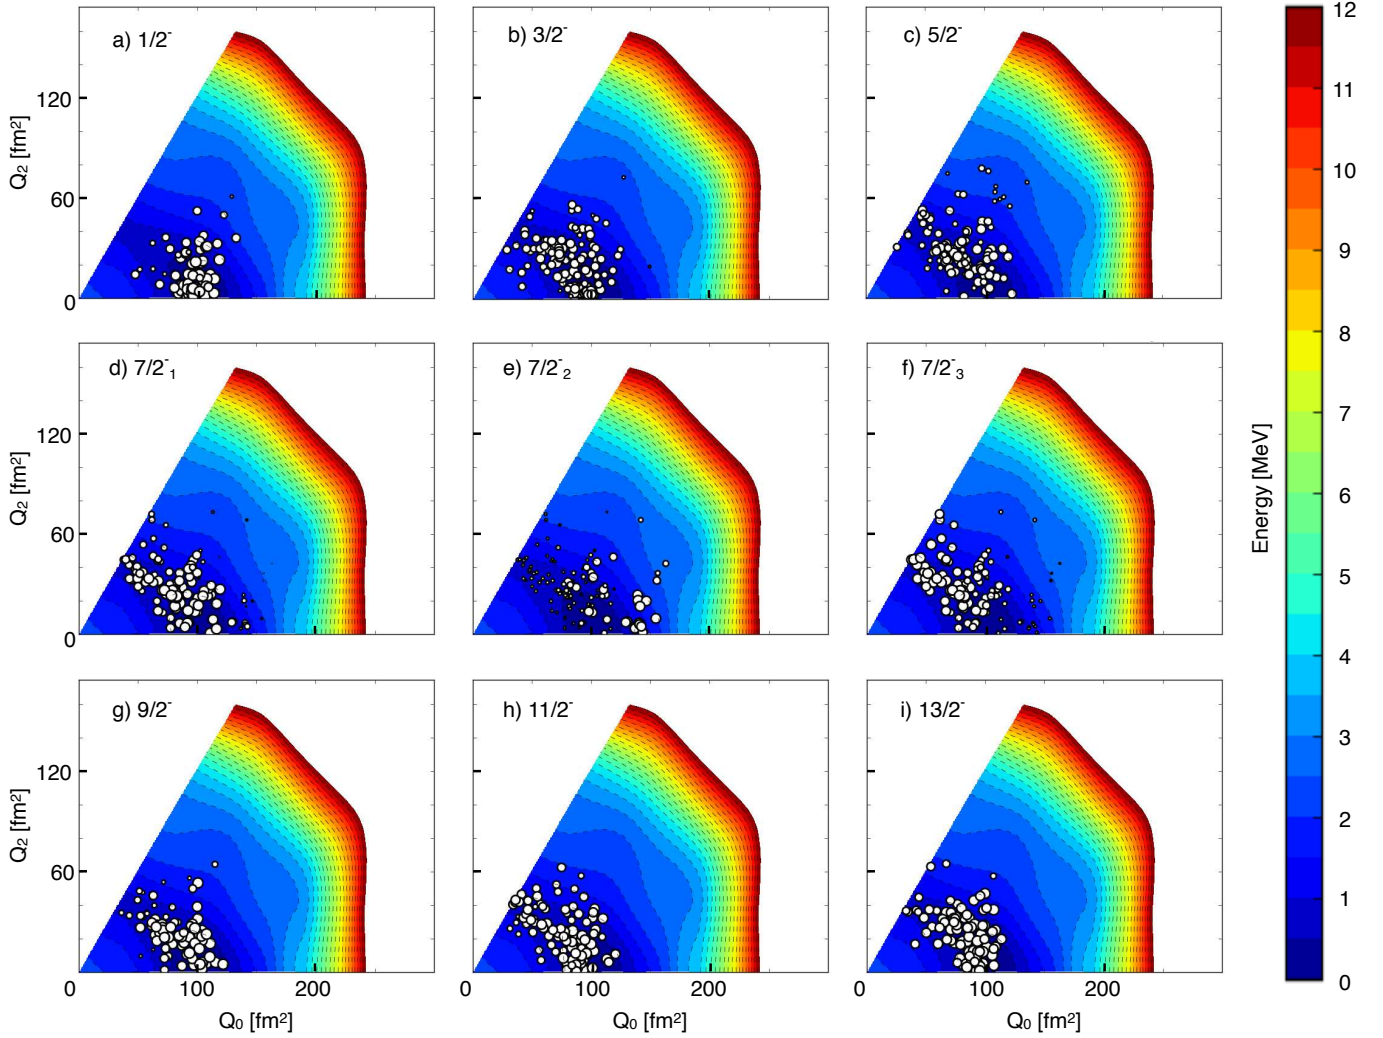 a) 1/2⁻
b) 3/2⁻
c) 5/2⁻
12
11
10
9
8
7
6
5
4
3
2
1
0
Energy [MeV]
120
60
0
Q₂ [fm²]
200
200
200
d) 7/2⁻₁
e) 7/2⁻₂
f) 7/2⁻₃
120
60
0
Q₂ [fm²]
g) 9/2⁻
h) 11/2⁻
i) 13/2⁻
120
60
Q₂ [fm²]
0 100 200
0 100 200
0 100 200
Q₀ [fm²]
Q₀ [fm²]
Q₀ [fm²]